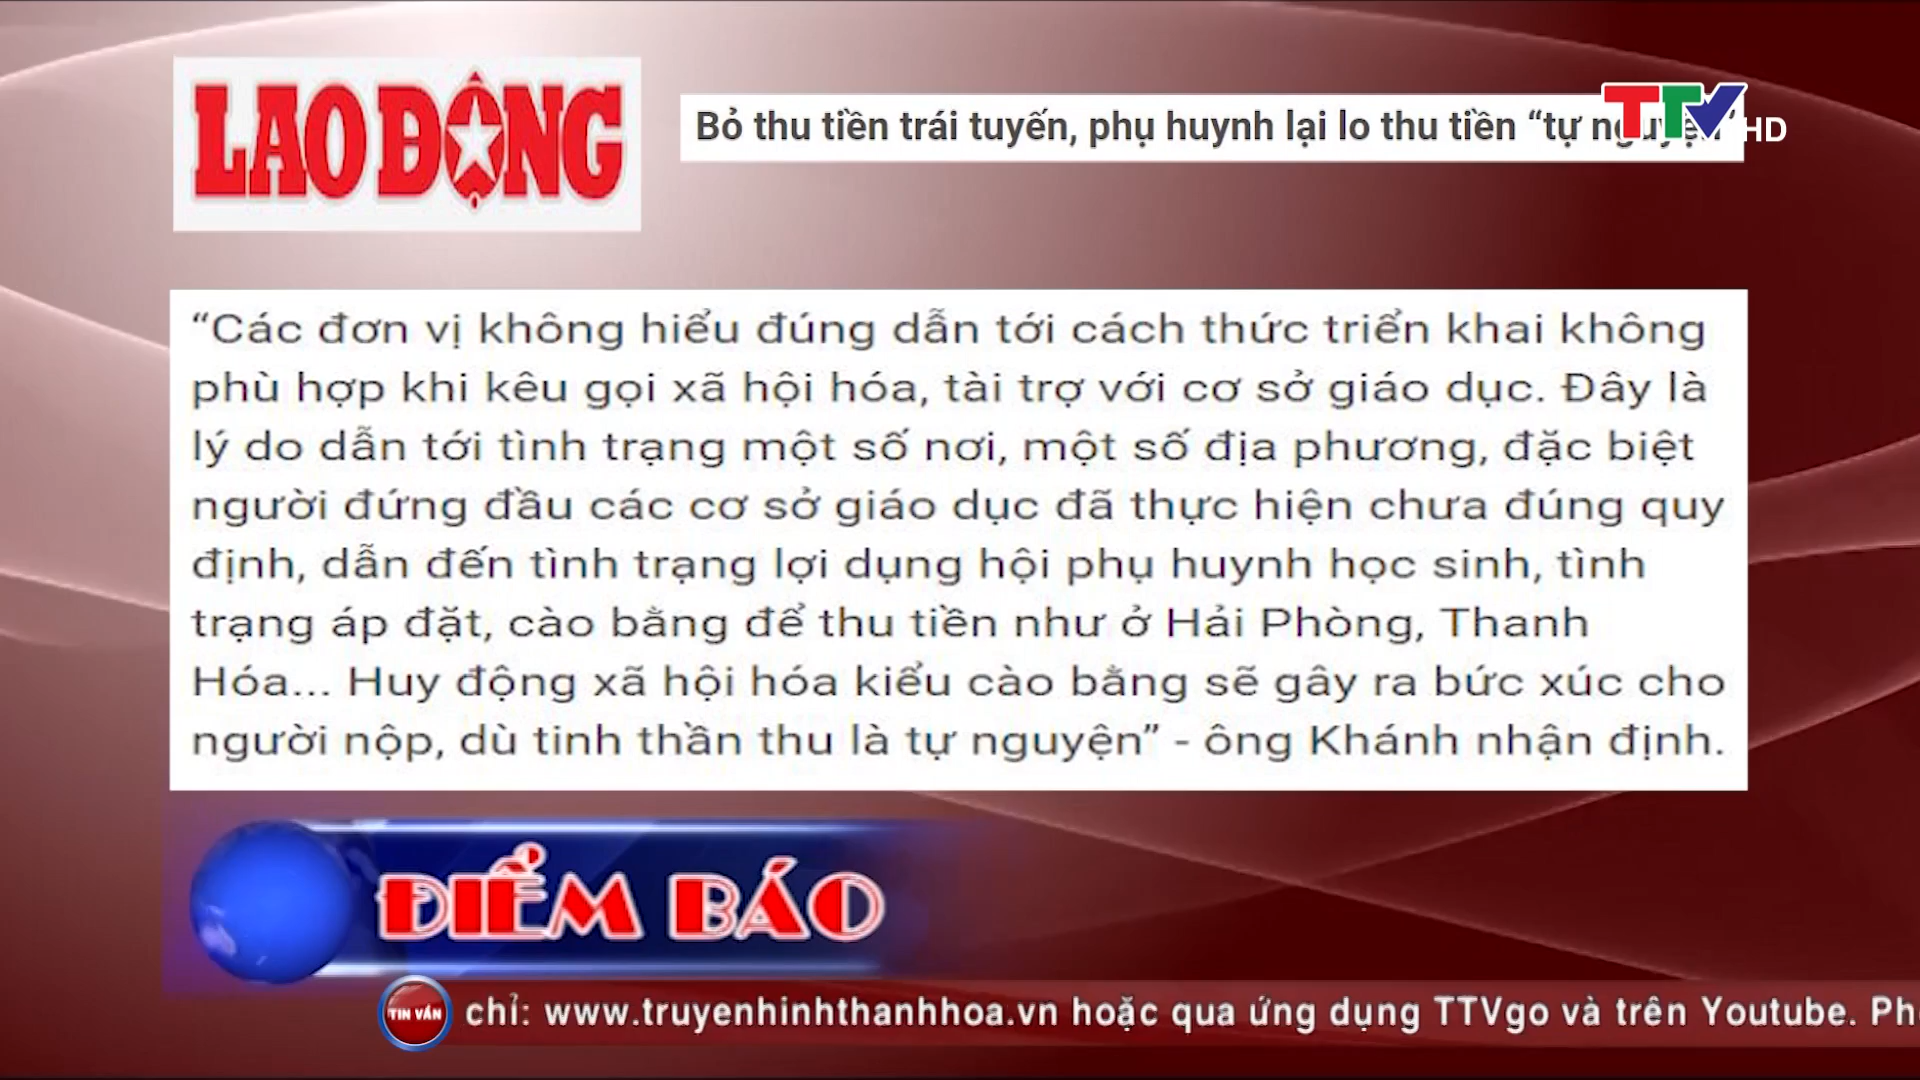 LAO ĐỘNG
Bỏ thu tiền trái tuyến, phụ huynh lại lo thu tiền “tự nguyện”
TTV HD
“Các đơn vị không hiểu đúng dẫn tới cách thức triển khai không
phù hợp khi kêu gọi xã hội hóa, tài trợ với cơ sở giáo dục. Đây là
lý do dẫn tới tình trạng một số nơi, một số địa phương, đặc biệt
người đứng đầu các cơ sở giáo dục đã thực hiện chưa đúng quy
định, dẫn đến tình trạng lợi dụng hội phụ huynh học sinh, tình
trạng áp đặt, cào bằng để thu tiền như ở Hải Phòng, Thanh
Hóa... Huy động xã hội hóa kiểu cào bằng sẽ gây ra bức xúc cho
người nộp, dù tinh thần thu là tự nguyện” - ông Khánh nhận định.
ĐIỂM BÁO
TIN VẮN
chỉ: www.truyenhinhthanhhoa.vn hoặc qua ứng dụng TTVgo và trên Youtube.